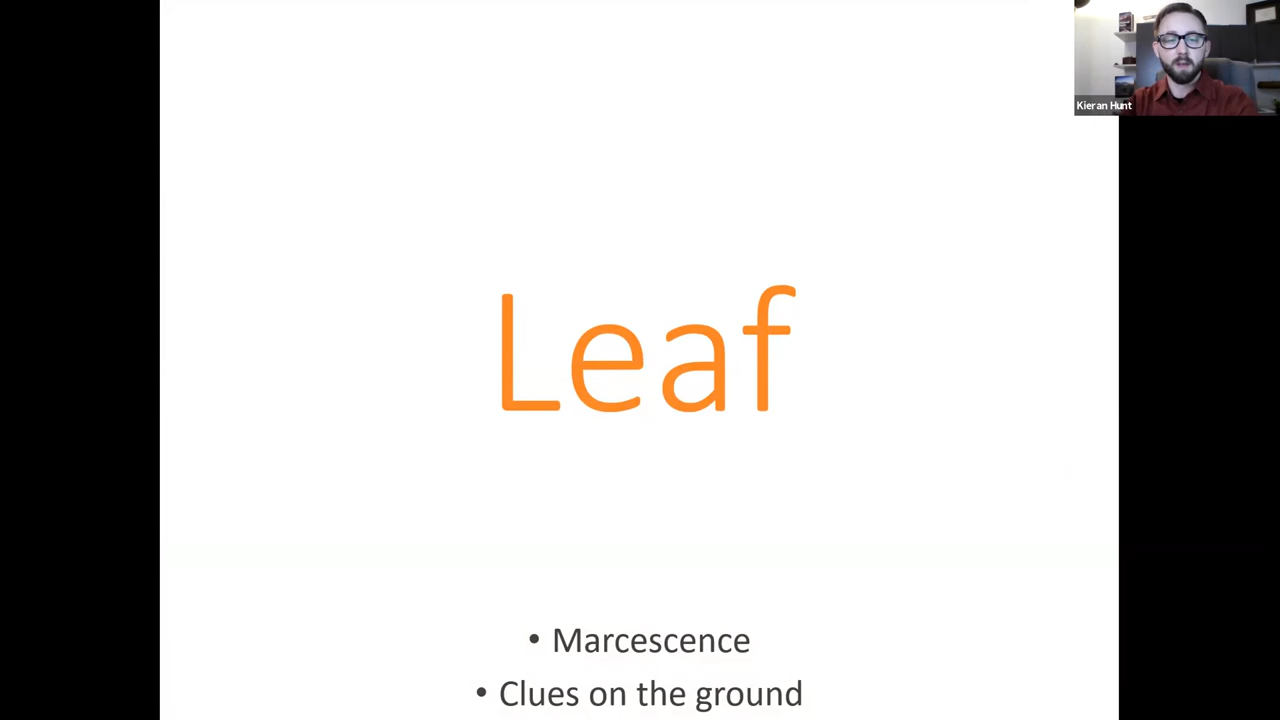 Kieran Hunt
Leaf
• Marcescence
• Clues on the ground